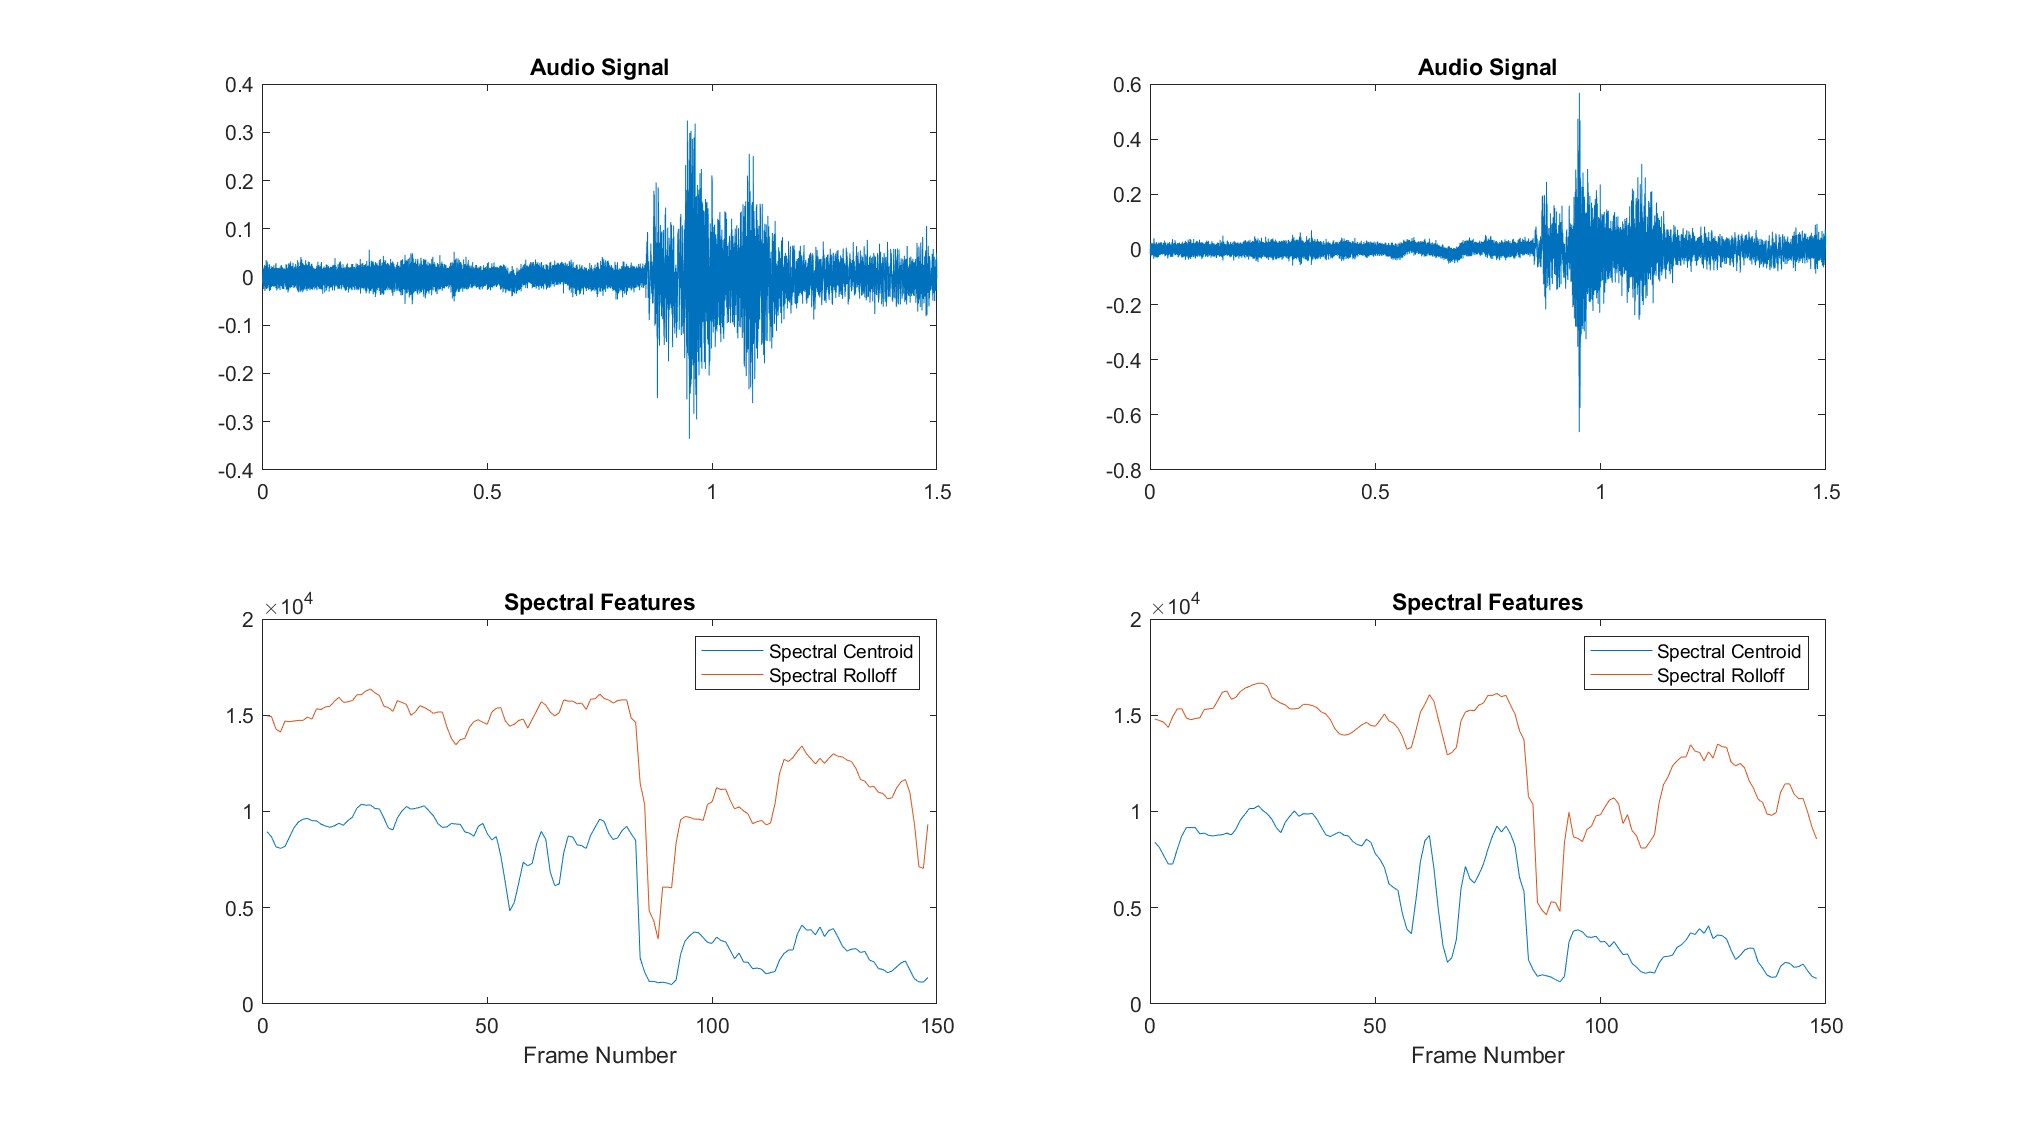 Audio Signal
0.4
0.3
0.2
0.1
0
-0.1
-0.2
-0.3
-0.4
0 0.5 1 1.5
Audio Signal
0.6
0.4
0.2
0
-0.2
-0.4
-0.6
-0.8
0 0.5 1 1.5
Spectral Features
×10⁴
2
1.5
1
0.5
0
Spectral Centroid
Spectral Rolloff
0 50 100 150
Frame Number
Spectral Features
×10⁴
2
1.5
1
0.5
0
Spectral Centroid
Spectral Rolloff
0 50 100 150
Frame Number